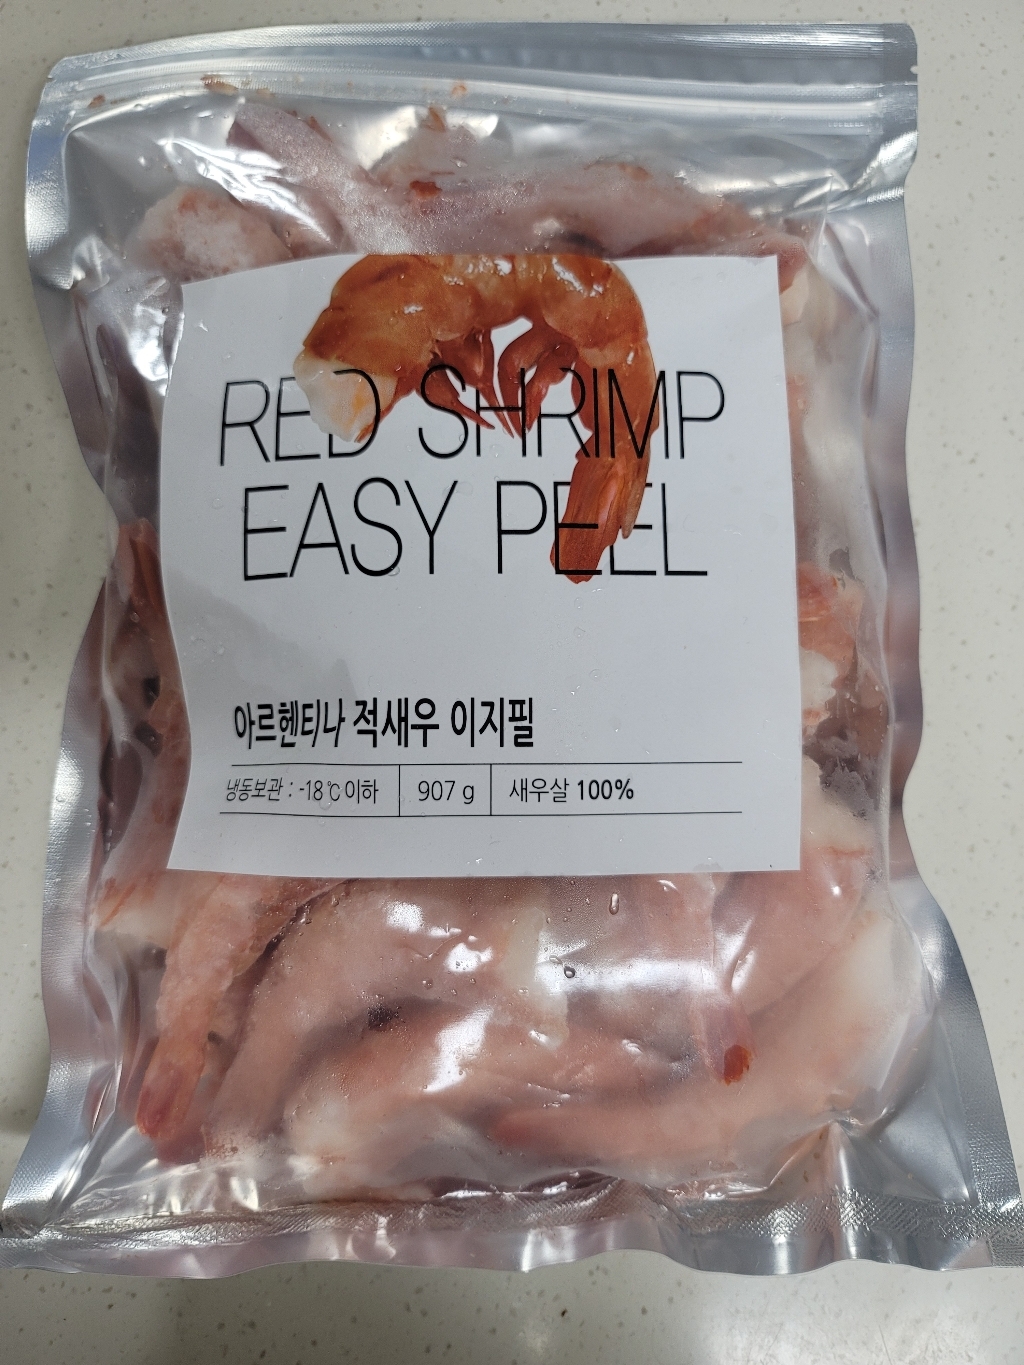 RED SHRIMP
EASY PEEL
아르헨티나 적새우 이지필
냉동보관 : -18℃ 이하 907 g 새우살 100%